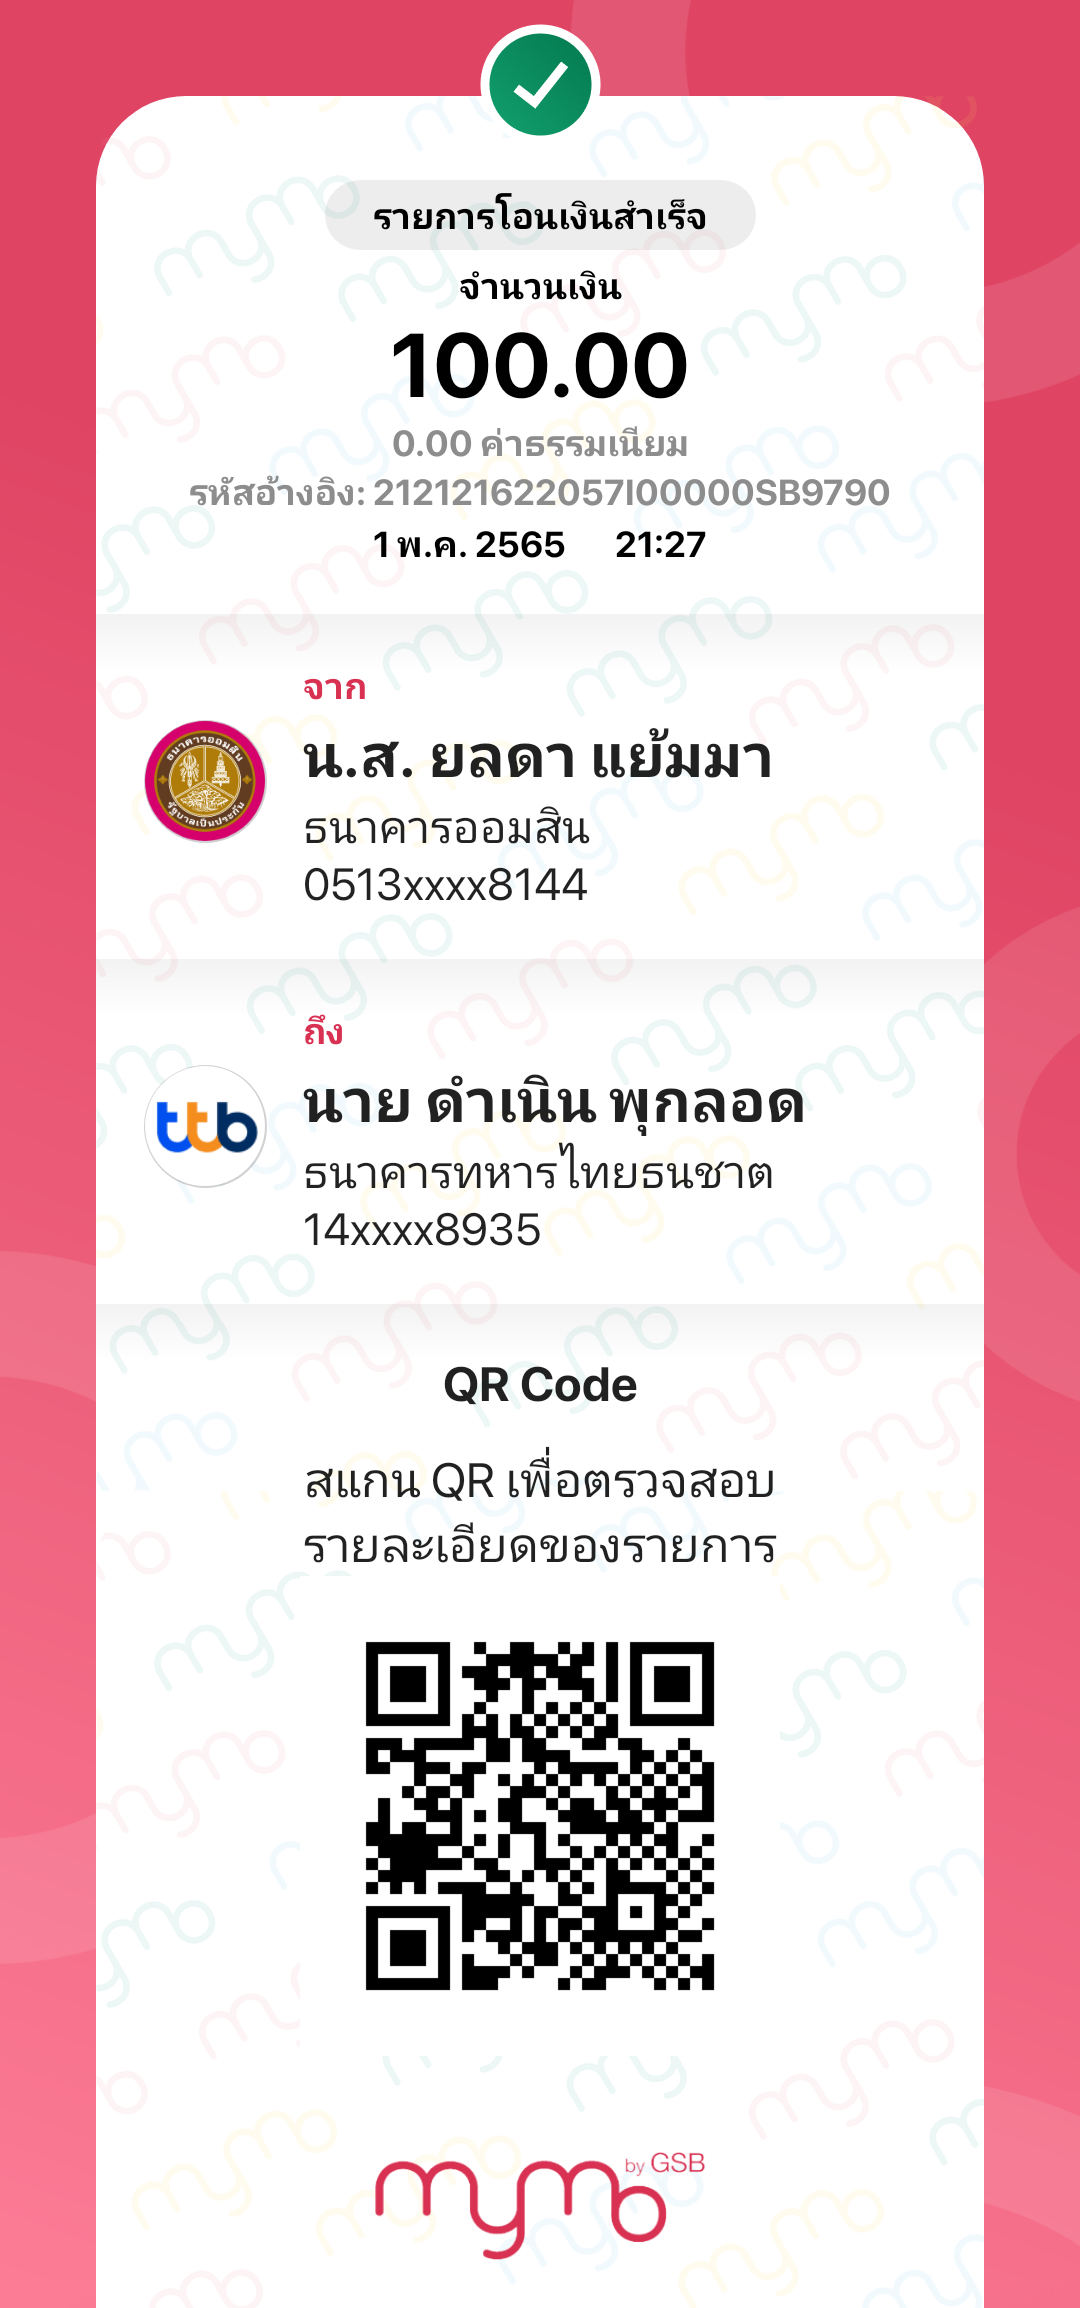 รายการโอนเงินสำเร็จ
จำนวนเงิน
100.00
0.00 ค่าธรรมเนียม
รหัสอ้างอิง: 212121622057I00000SB9790
1 พ.ค. 2565 21:27
จาก
น.ส. ยลดา แย้มมา
ธนาคารออมสิน
รัฐบาลเป็นประกัน
ธนาคารออมสิน
0513xxxx8144
ถึง
ttb
นาย ดำเนิน พุกลอด
ธนาคารทหารไทยธนชาต
14xxxx8935
QR Code
สแกน QR เพื่อตรวจสอบ
รายละเอียดของรายการ
mymo by GSB